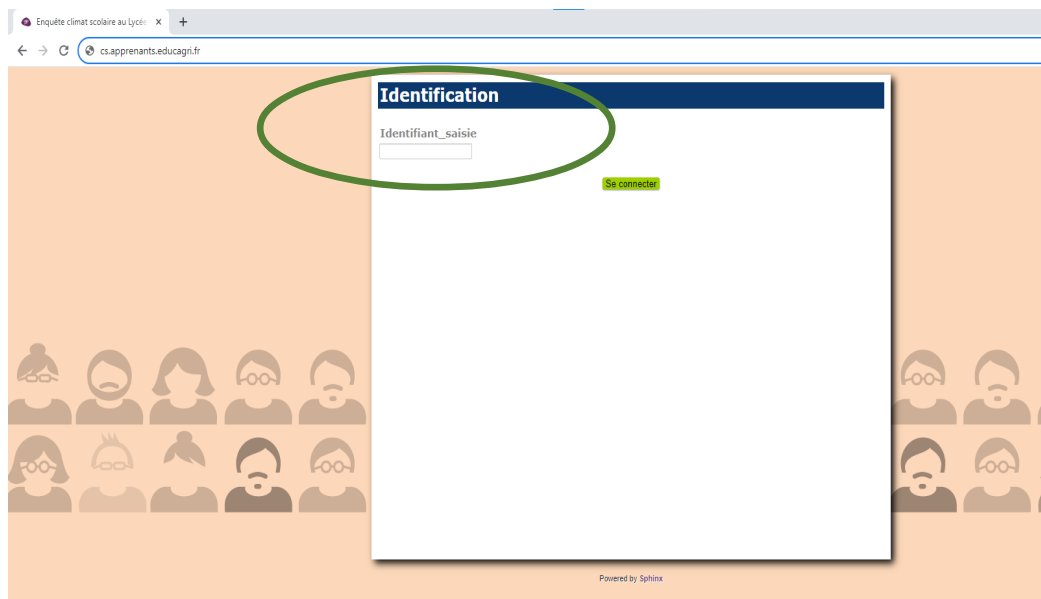 Enquête climat scolaire au Lycée
cs.apprenants.educagri.fr
Identification
Identifiant_saisie
Se connecter
Powered by Sphinx